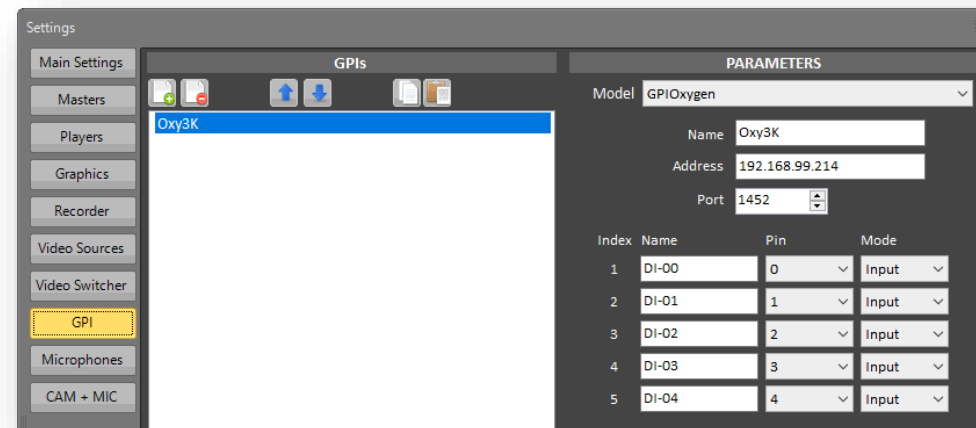 Settings
Main Settings
Masters
Players
Graphics
Recorder
Video Sources
Video Switcher
GPI
Microphones
CAM + MIC
GPIs
Oxy3K
PARAMETERS
Model GPIOxygen
Name Oxy3K
Address 192.168.99.214
Port 1452
Index Name Pin Mode
1 DI-00 0 Input
2 DI-01 1 Input
3 DI-02 2 Input
4 DI-03 3 Input
5 DI-04 4 Input